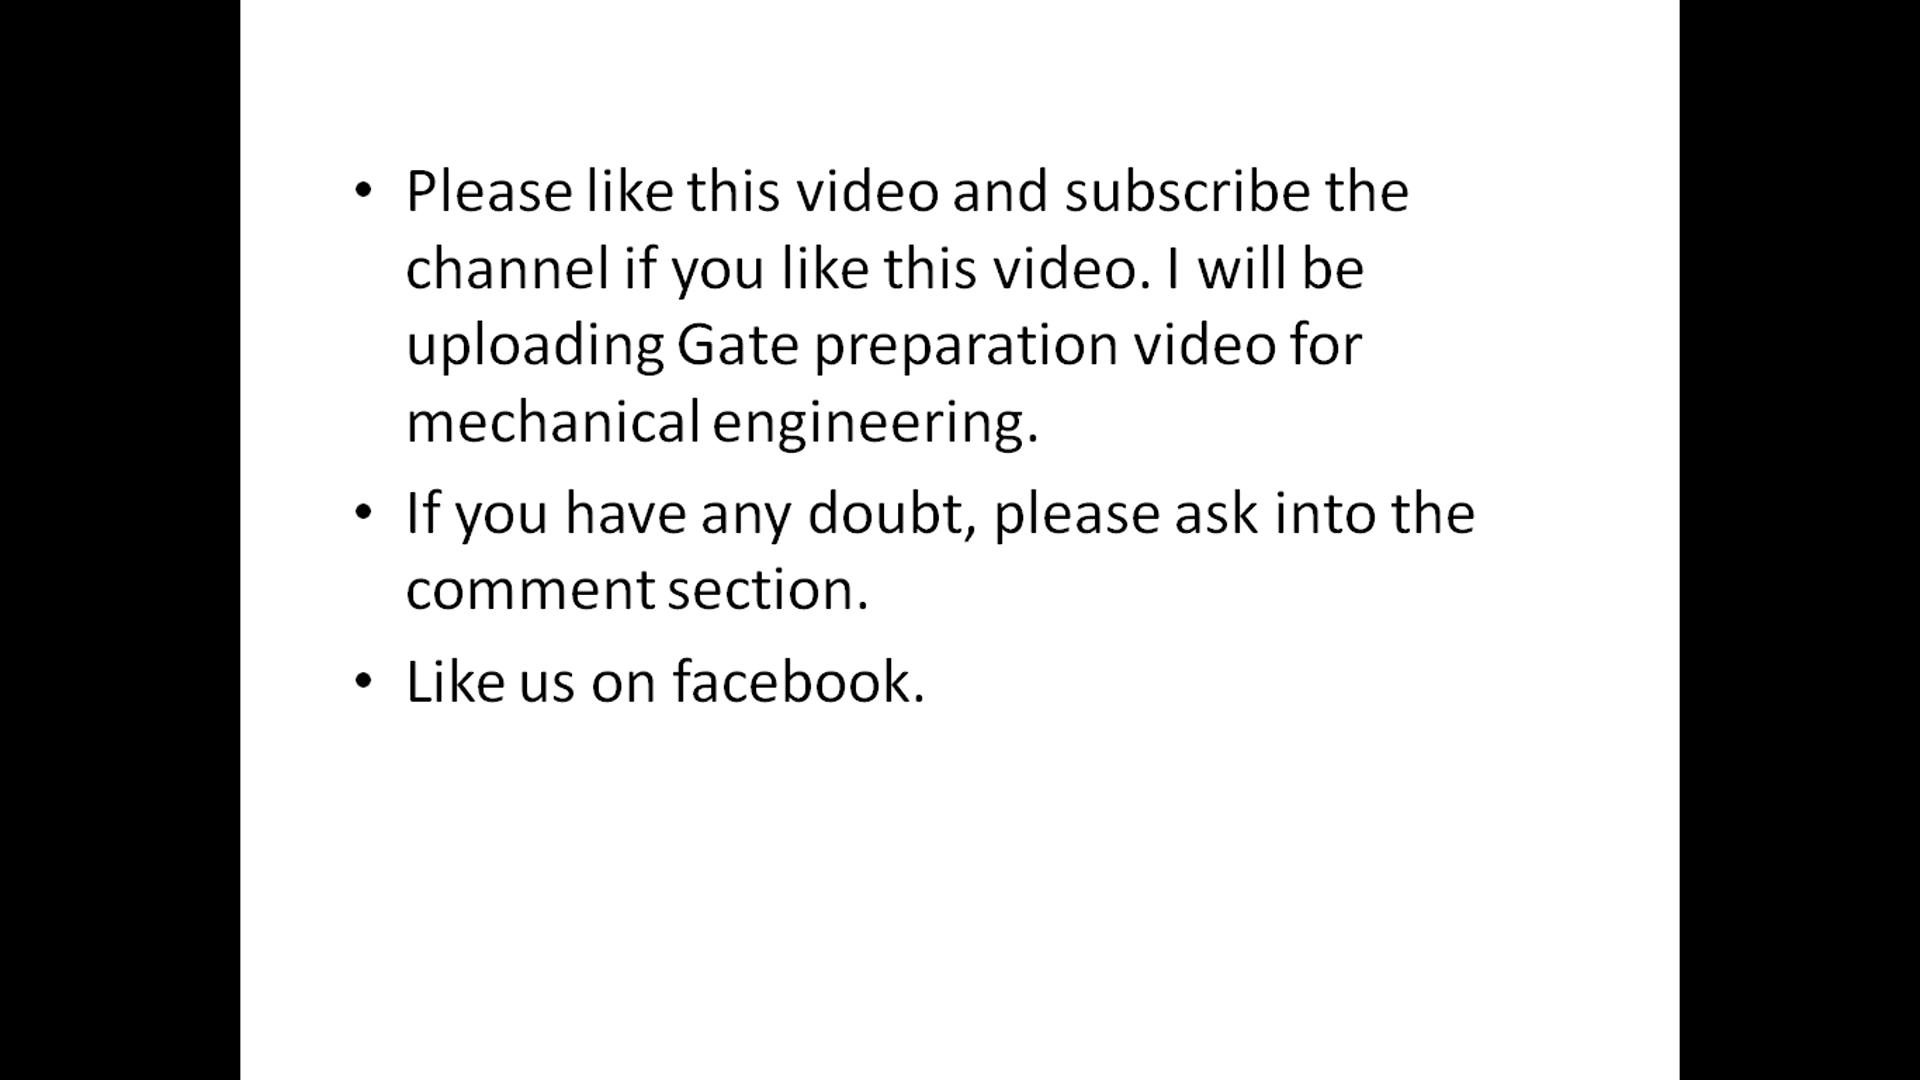 • Please like this video and subscribe the
channel if you like this video. I will be
uploading Gate preparation video for
mechanical engineering.
• If you have any doubt, please ask into the
comment section.
• Like us on facebook.